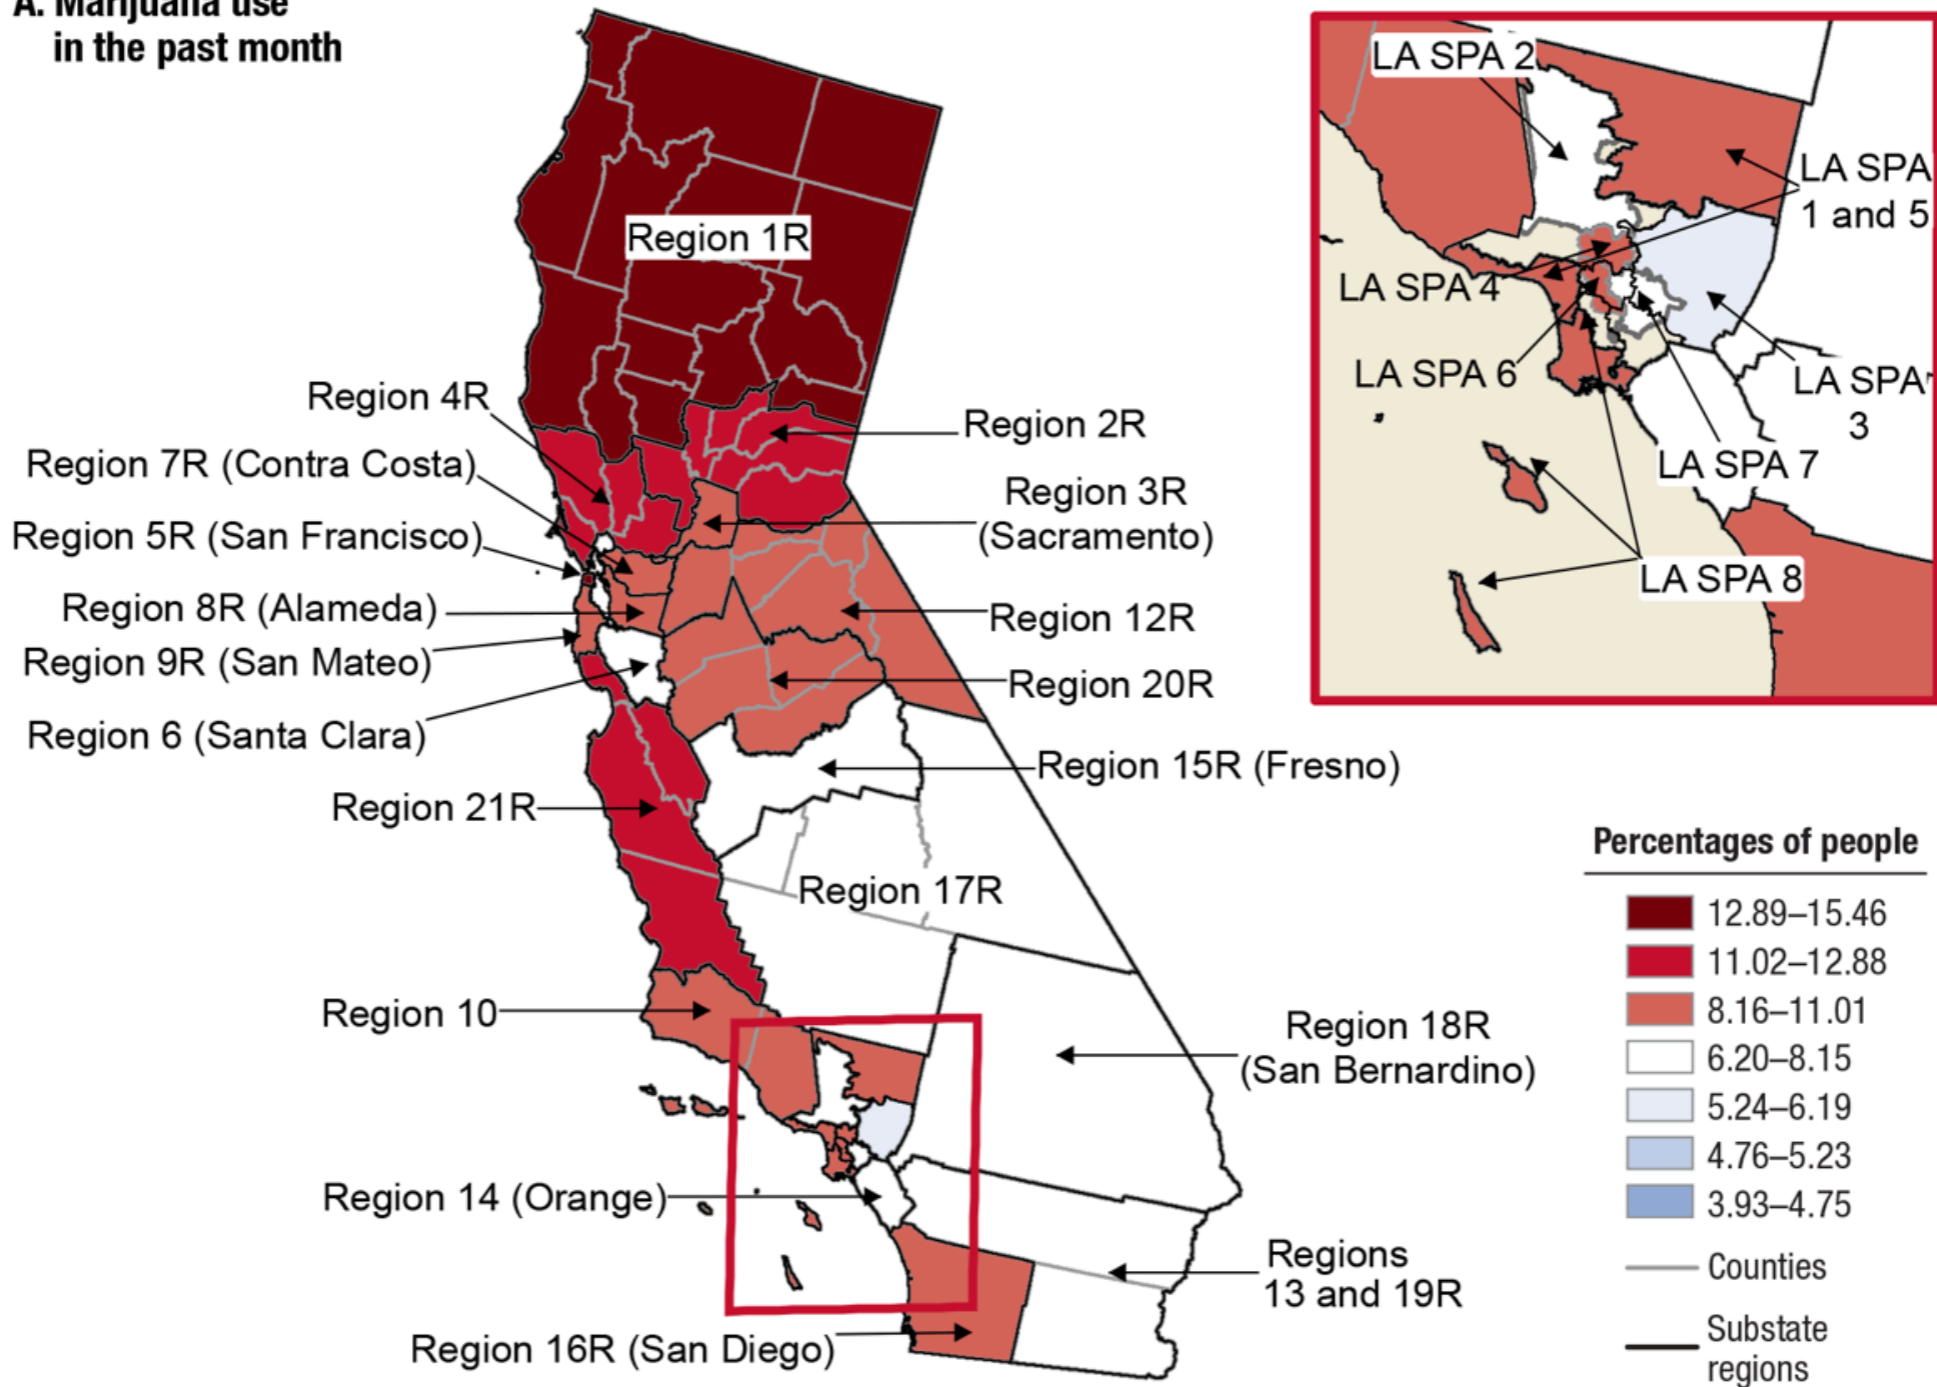 A. Marijuana use
in the past month
Region 1R
Region 4R
Region 2R
Region 7R (Contra Costa)
Region 3R
(Sacramento)
Region 5R (San Francisco)
Region 8R (Alameda)
Region 12R
Region 9R (San Mateo)
Region 20R
Region 6 (Santa Clara)
Region 15R (Fresno)
Region 21R
Region 17R
Region 10
Region 18R
(San Bernardino)
Region 14 (Orange)
Regions
13 and 19R
Region 16R (San Diego)
LA SPA 2
LA SPA
1 and 5
LA SPA 4
LA SPA 6
LA SPA
3
LA SPA 7
LA SPA 8
Percentages of people
12.89–15.46
11.02–12.88
8.16–11.01
6.20–8.15
5.24–6.19
4.76–5.23
3.93–4.75
Counties
Substate
regions